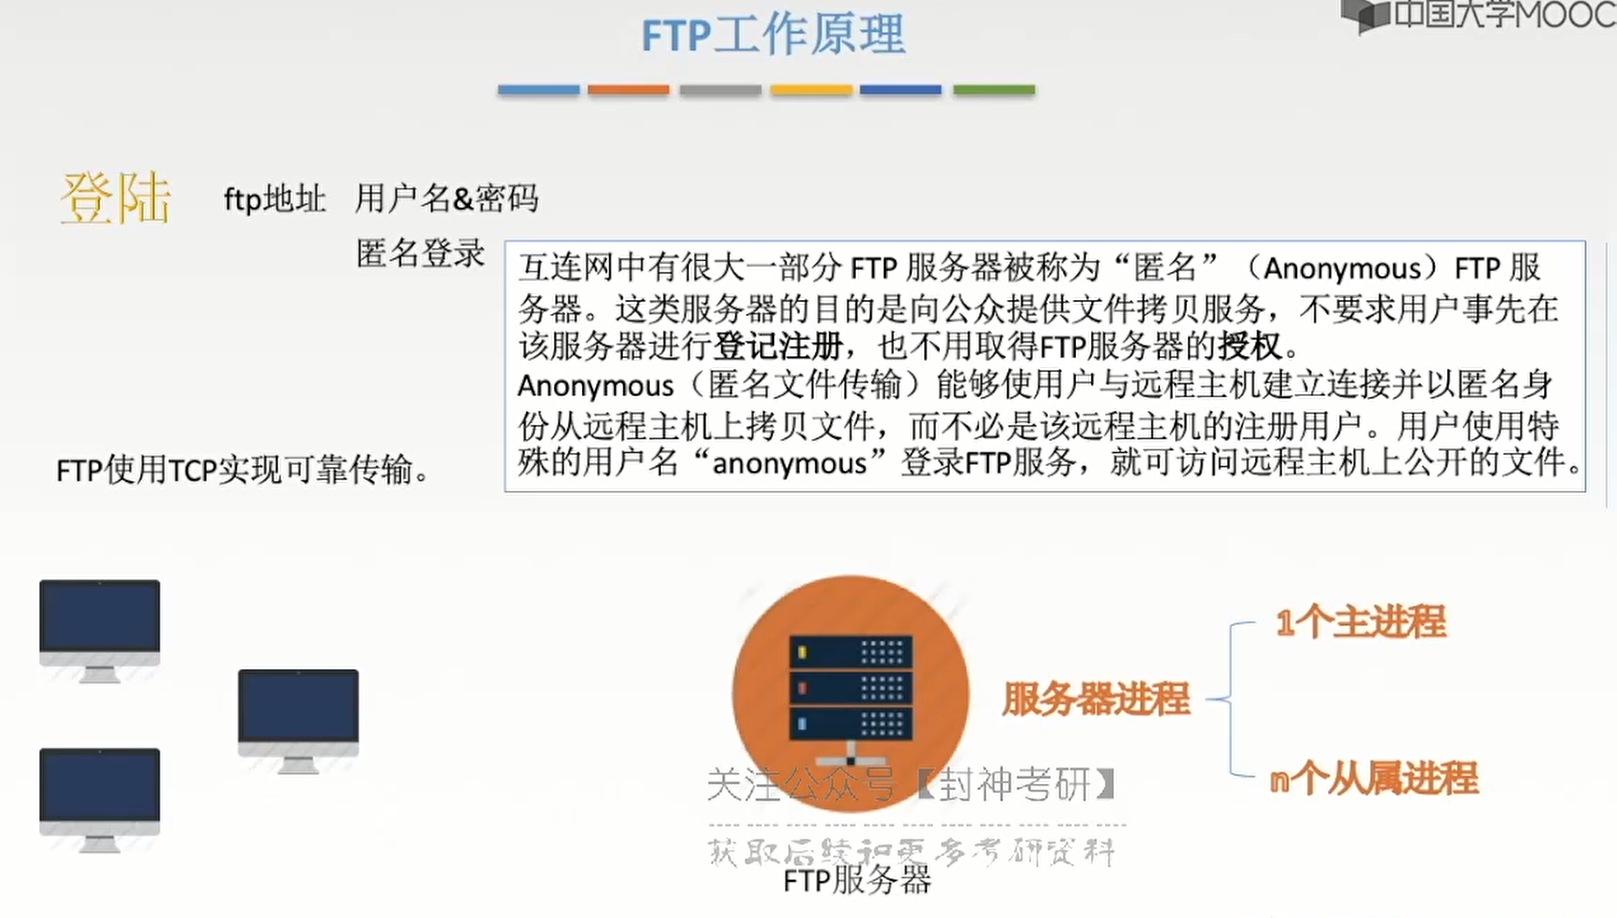 中国大学MOOC
FTP工作原理
登陆 ftp地址 用户名&密码
匿名登录
互连网中有很大一部分 FTP 服务器被称为“匿名”（Anonymous）FTP 服
务器。这类服务器的目的是向公众提供文件拷贝服务，不要求用户事先在
该服务器进行登记注册，也不用取得FTP服务器的授权。
Anonymous（匿名文件传输）能够使用户与远程主机建立连接并以匿名身
份从远程主机上拷贝文件，而不必是该远程主机的注册用户。用户使用特
殊的用户名“anonymous”登录FTP服务，就可访问远程主机上公开的文件。
FTP使用TCP实现可靠传输。
1个主进程
服务器进程
n个从属进程
关注公众号【封神考研】
获取后续和更多考研资料
FTP服务器